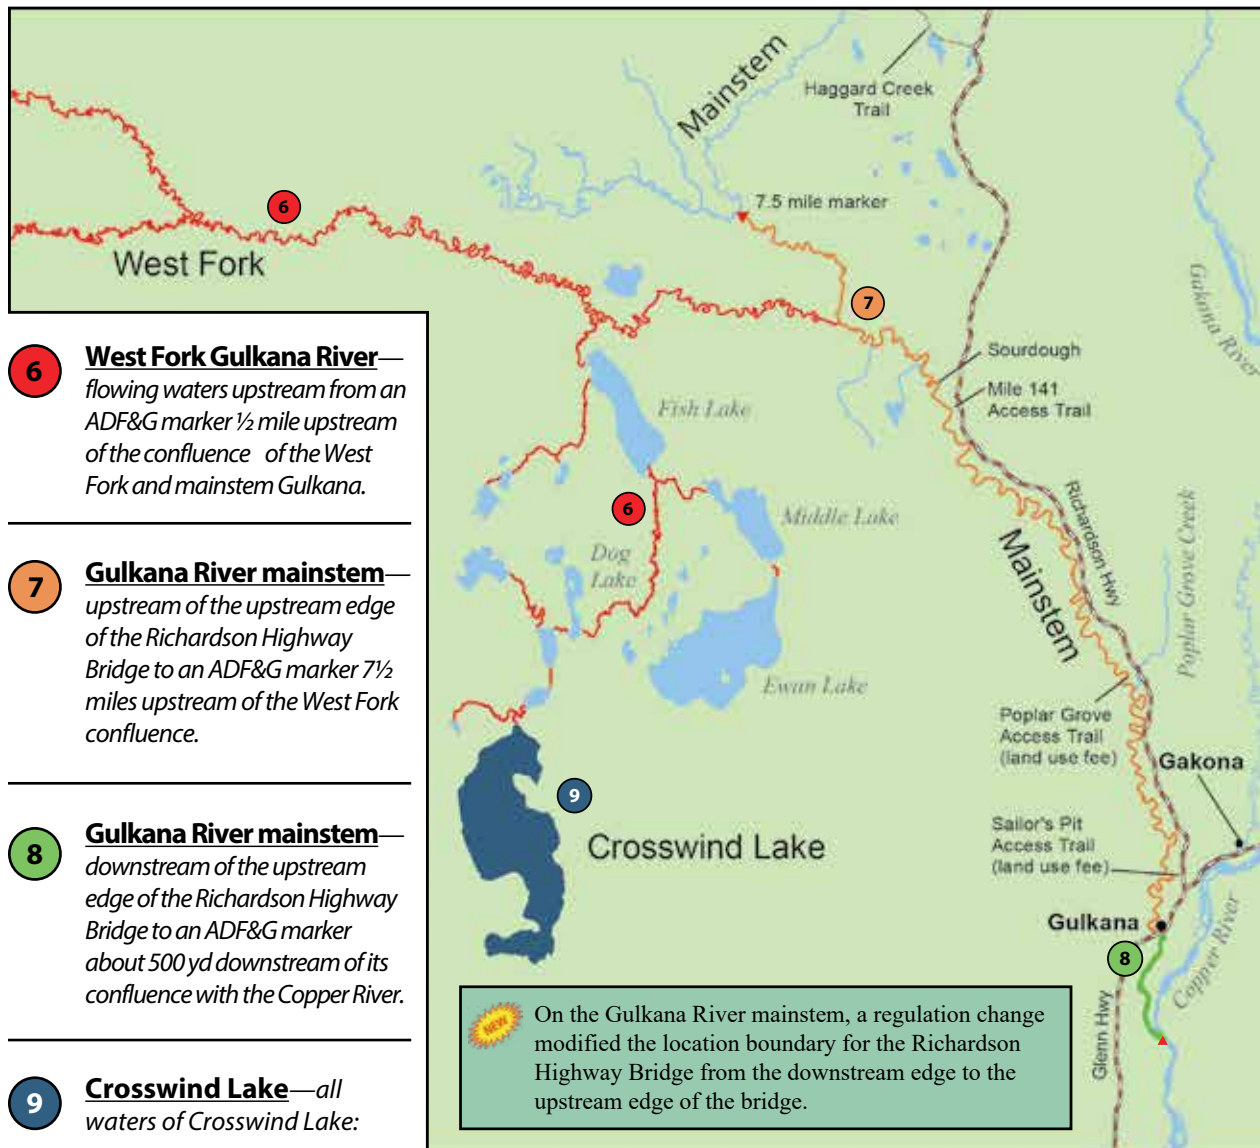 Mainstem
Haggard Creek
Trail
7.5 mile marker
6
West Fork
7
Gakona River
Sourdough
Mile 141
Access Trail
Fish Lake
6
Middle Lake
Dog
Lake
Richardson Hwy
Poplar Grove Creek
Mainstem
Ewan Lake
Poplar Grove
Access Trail
(land use fee)
Gakona
9
Crosswind Lake
Sailor's Pit
Access Trail
(land use fee)
Gulkana
8
Copper River
Glenn Hwy
6
West Fork Gulkana River—
flowing waters upstream from an
ADF&G marker ½ mile upstream
of the confluence of the West
Fork and mainstem Gulkana.
7
Gulkana River mainstem—
upstream of the upstream edge
of the Richardson Highway
Bridge to an ADF&G marker 7½
miles upstream of the West Fork
confluence.
8
Gulkana River mainstem—
downstream of the upstream
edge of the Richardson Highway
Bridge to an ADF&G marker
about 500 yd downstream of its
confluence with the Copper River.
9
Crosswind Lake—all
waters of Crosswind Lake:
NEW
On the Gulkana River mainstem, a regulation change
modified the location boundary for the Richardson
Highway Bridge from the downstream edge to the
upstream edge of the bridge.